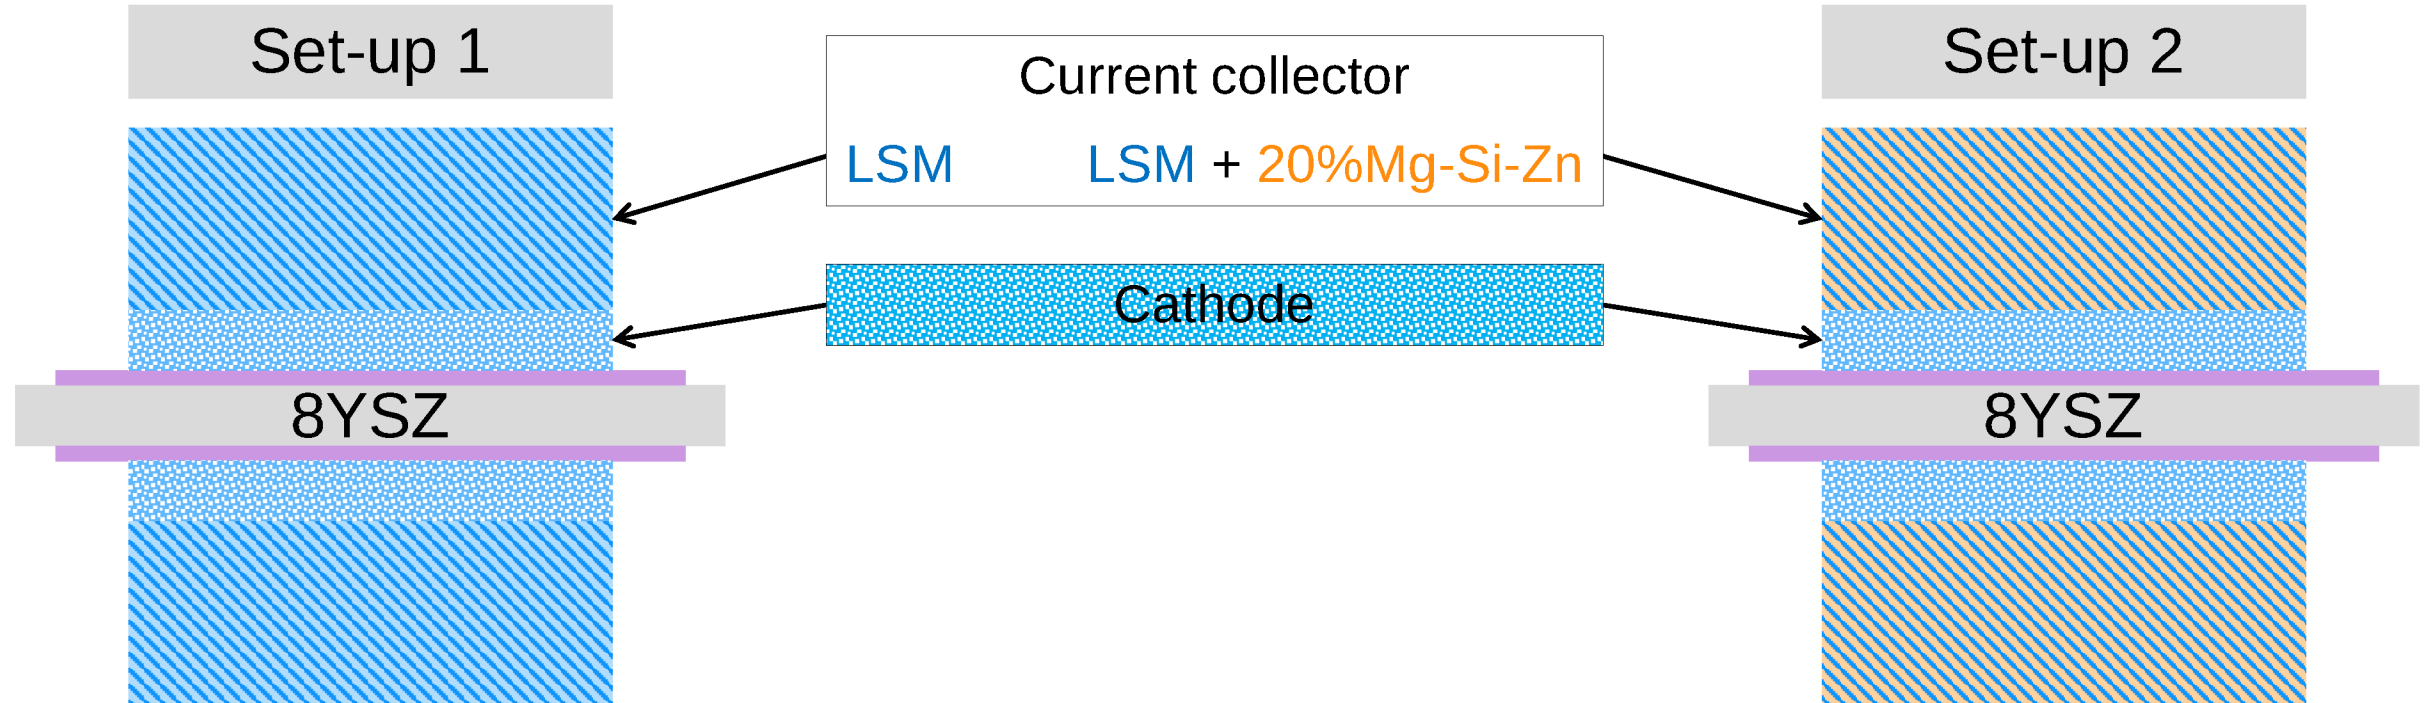 Set-up 1
Current collector
LSM
LSM + 20%Mg-Si-Zn
Cathode
Set-up 2
8YSZ
8YSZ